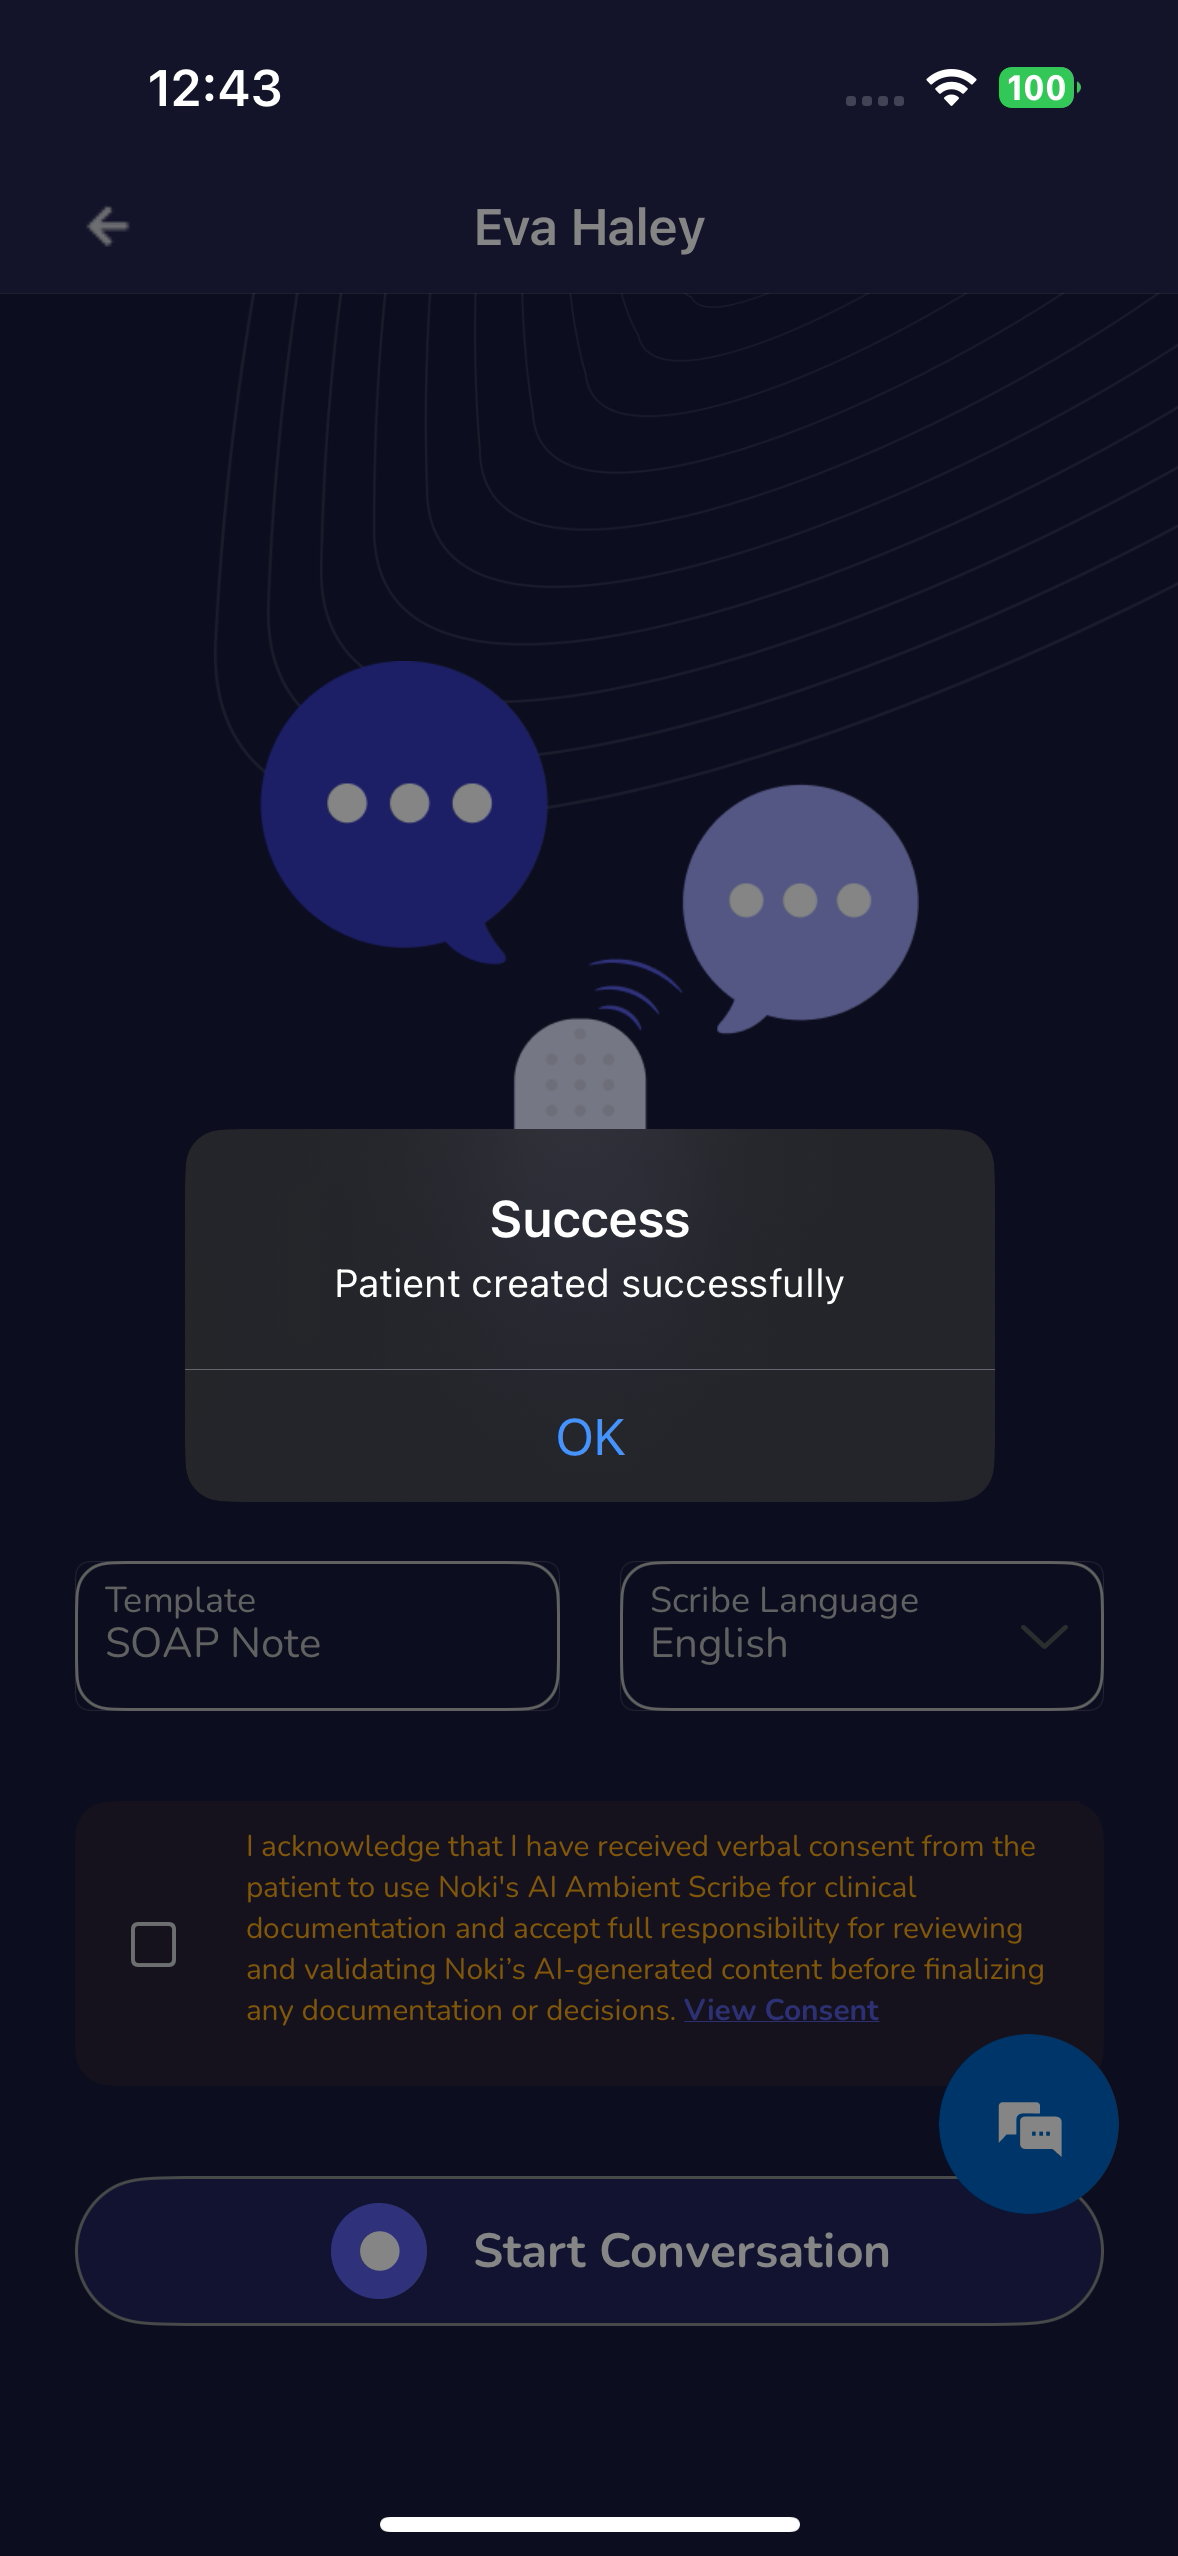 12:43
100
Eva Haley
Success
Patient created successfully
OK
Template
SOAP Note
Scribe Language
English
I acknowledge that I have received verbal consent from the
patient to use Noki's AI Ambient Scribe for clinical
documentation and accept full responsibility for reviewing
and validating Noki’s AI-generated content before finalizing
any documentation or decisions. View Consent
Start Conversation